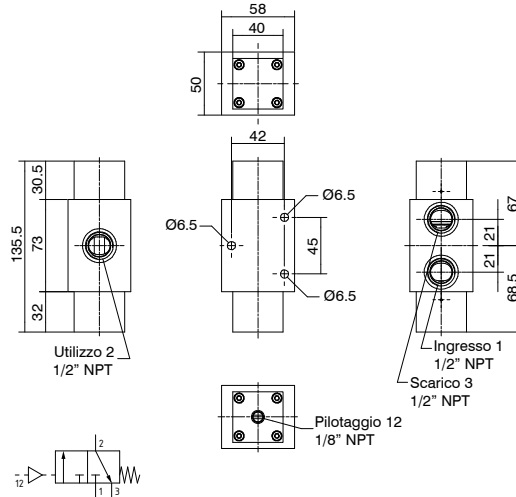 58
40
50
42
Ø6.5
Ø6.5
45
Ø6.5
30.5
73
32
135.5
67
21
21
68.5
Utilizzo 2
1/2” NPT
Ingresso 1
1/2” NPT
Scarico 3
1/2” NPT
Pilotaggio 12
1/8” NPT
2
12
1 3